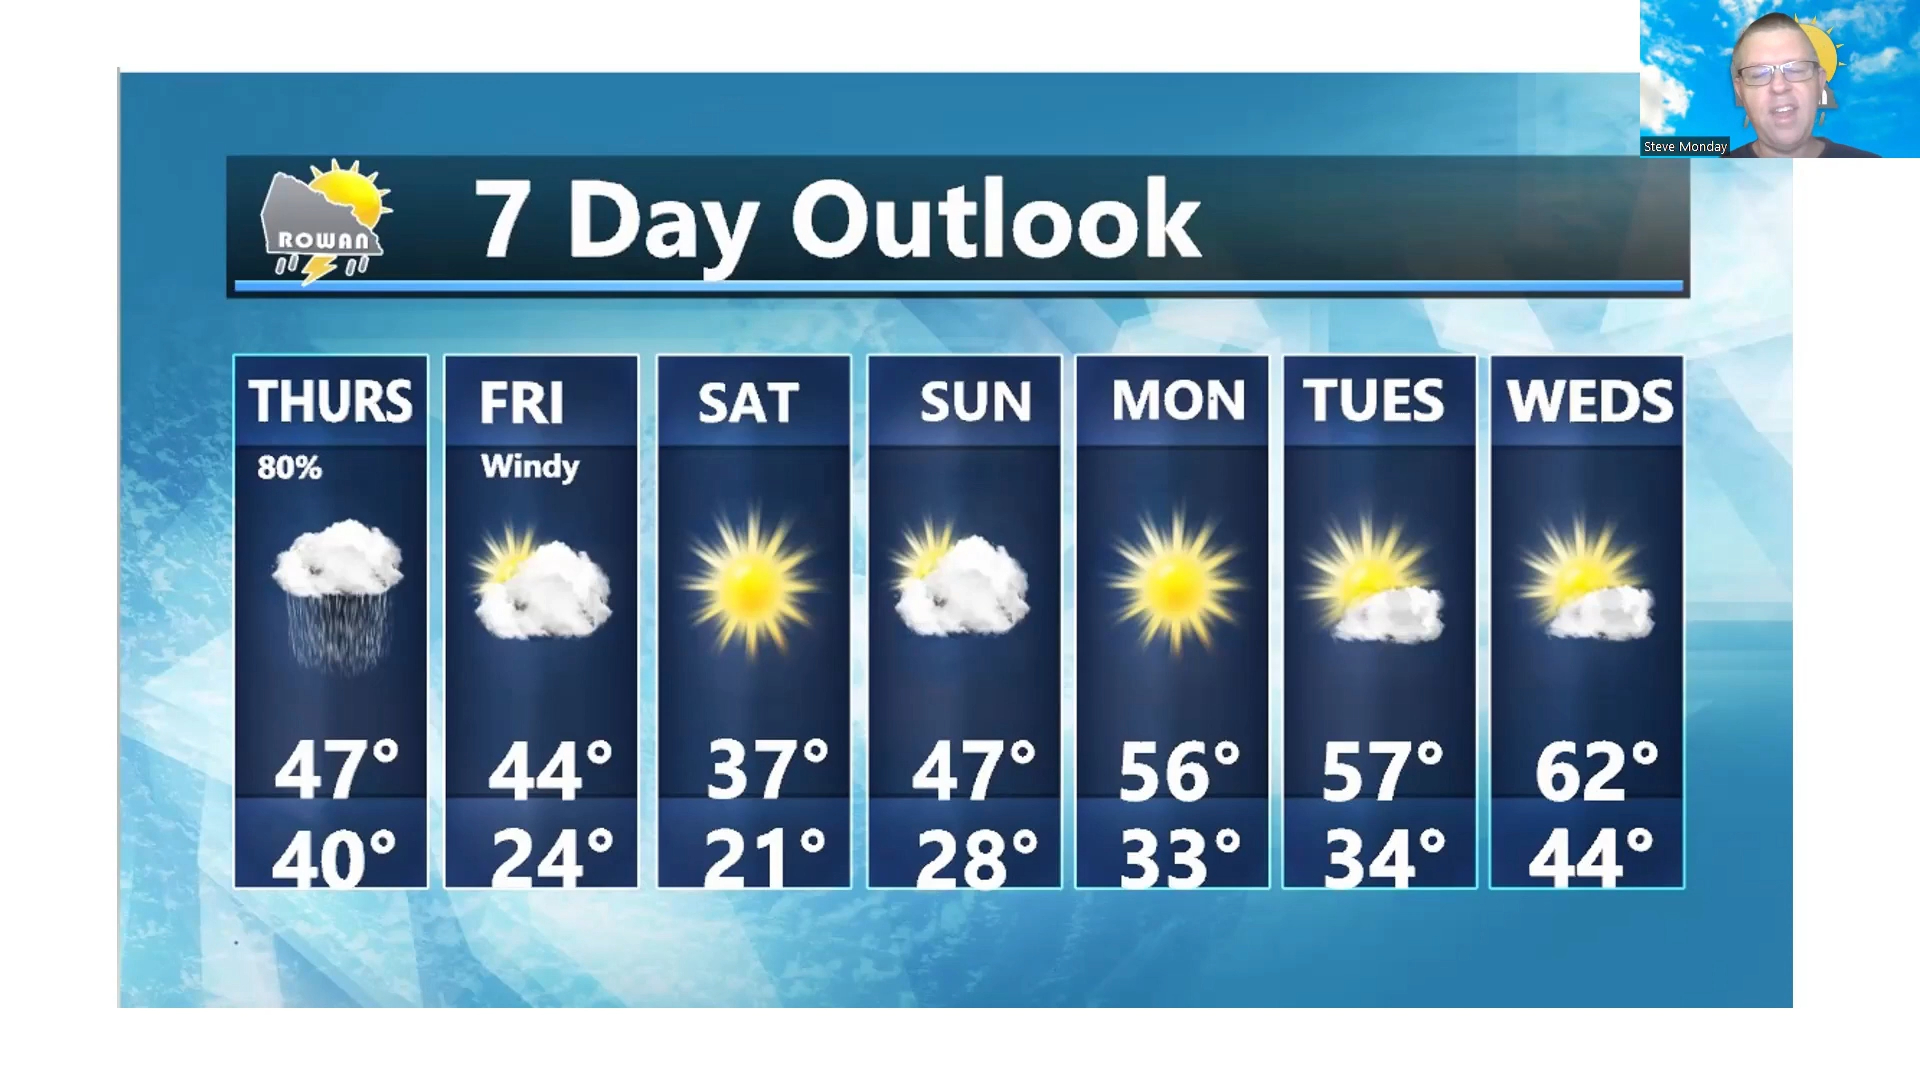 Steve Monday
ROWAN
7 Day Outlook
THURS
80%
47°
40°
FRI
Windy
44°
24°
SAT
37°
21°
SUN
47°
28°
MON
56°
33°
TUES
57°
34°
WEDS
62°
44°